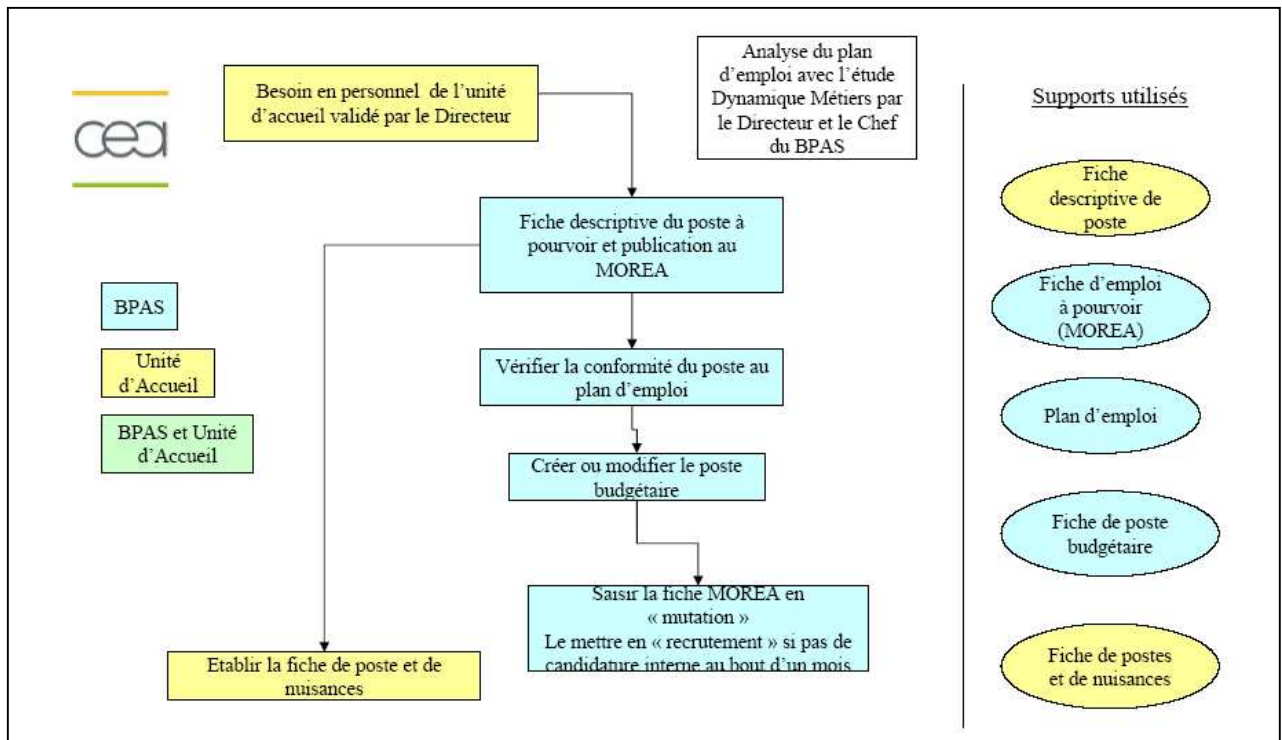 cea
Besoin en personnel de l'unité
d'accueil validé par le Directeur
Analyse du plan
d'emploi avec l'étude
Dynamique Métiers par
le Directeur et le Chef
du BPAS
Fiche descriptive du poste à
pourvoir et publication au
MOREA
BPAS
Unité
d'Accueil
BPAS et Unité
d'Accueil
Vérifier la conformité du poste au
plan d'emploi
Créer ou modifier le poste
budgétaire
Saisir la fiche MOREA en
« mutation »
Le mettre en « recrutement » si pas de
candidature interne au bout d'un mois
Etablir la fiche de poste et de
nuisances
Supports utilisés
Fiche
descriptive de
poste
Fiche d'emploi
à pourvoir
(MOREA)
Plan d'emploi
Fiche de poste
budgétaire
Fiche de postes
et de nuisances